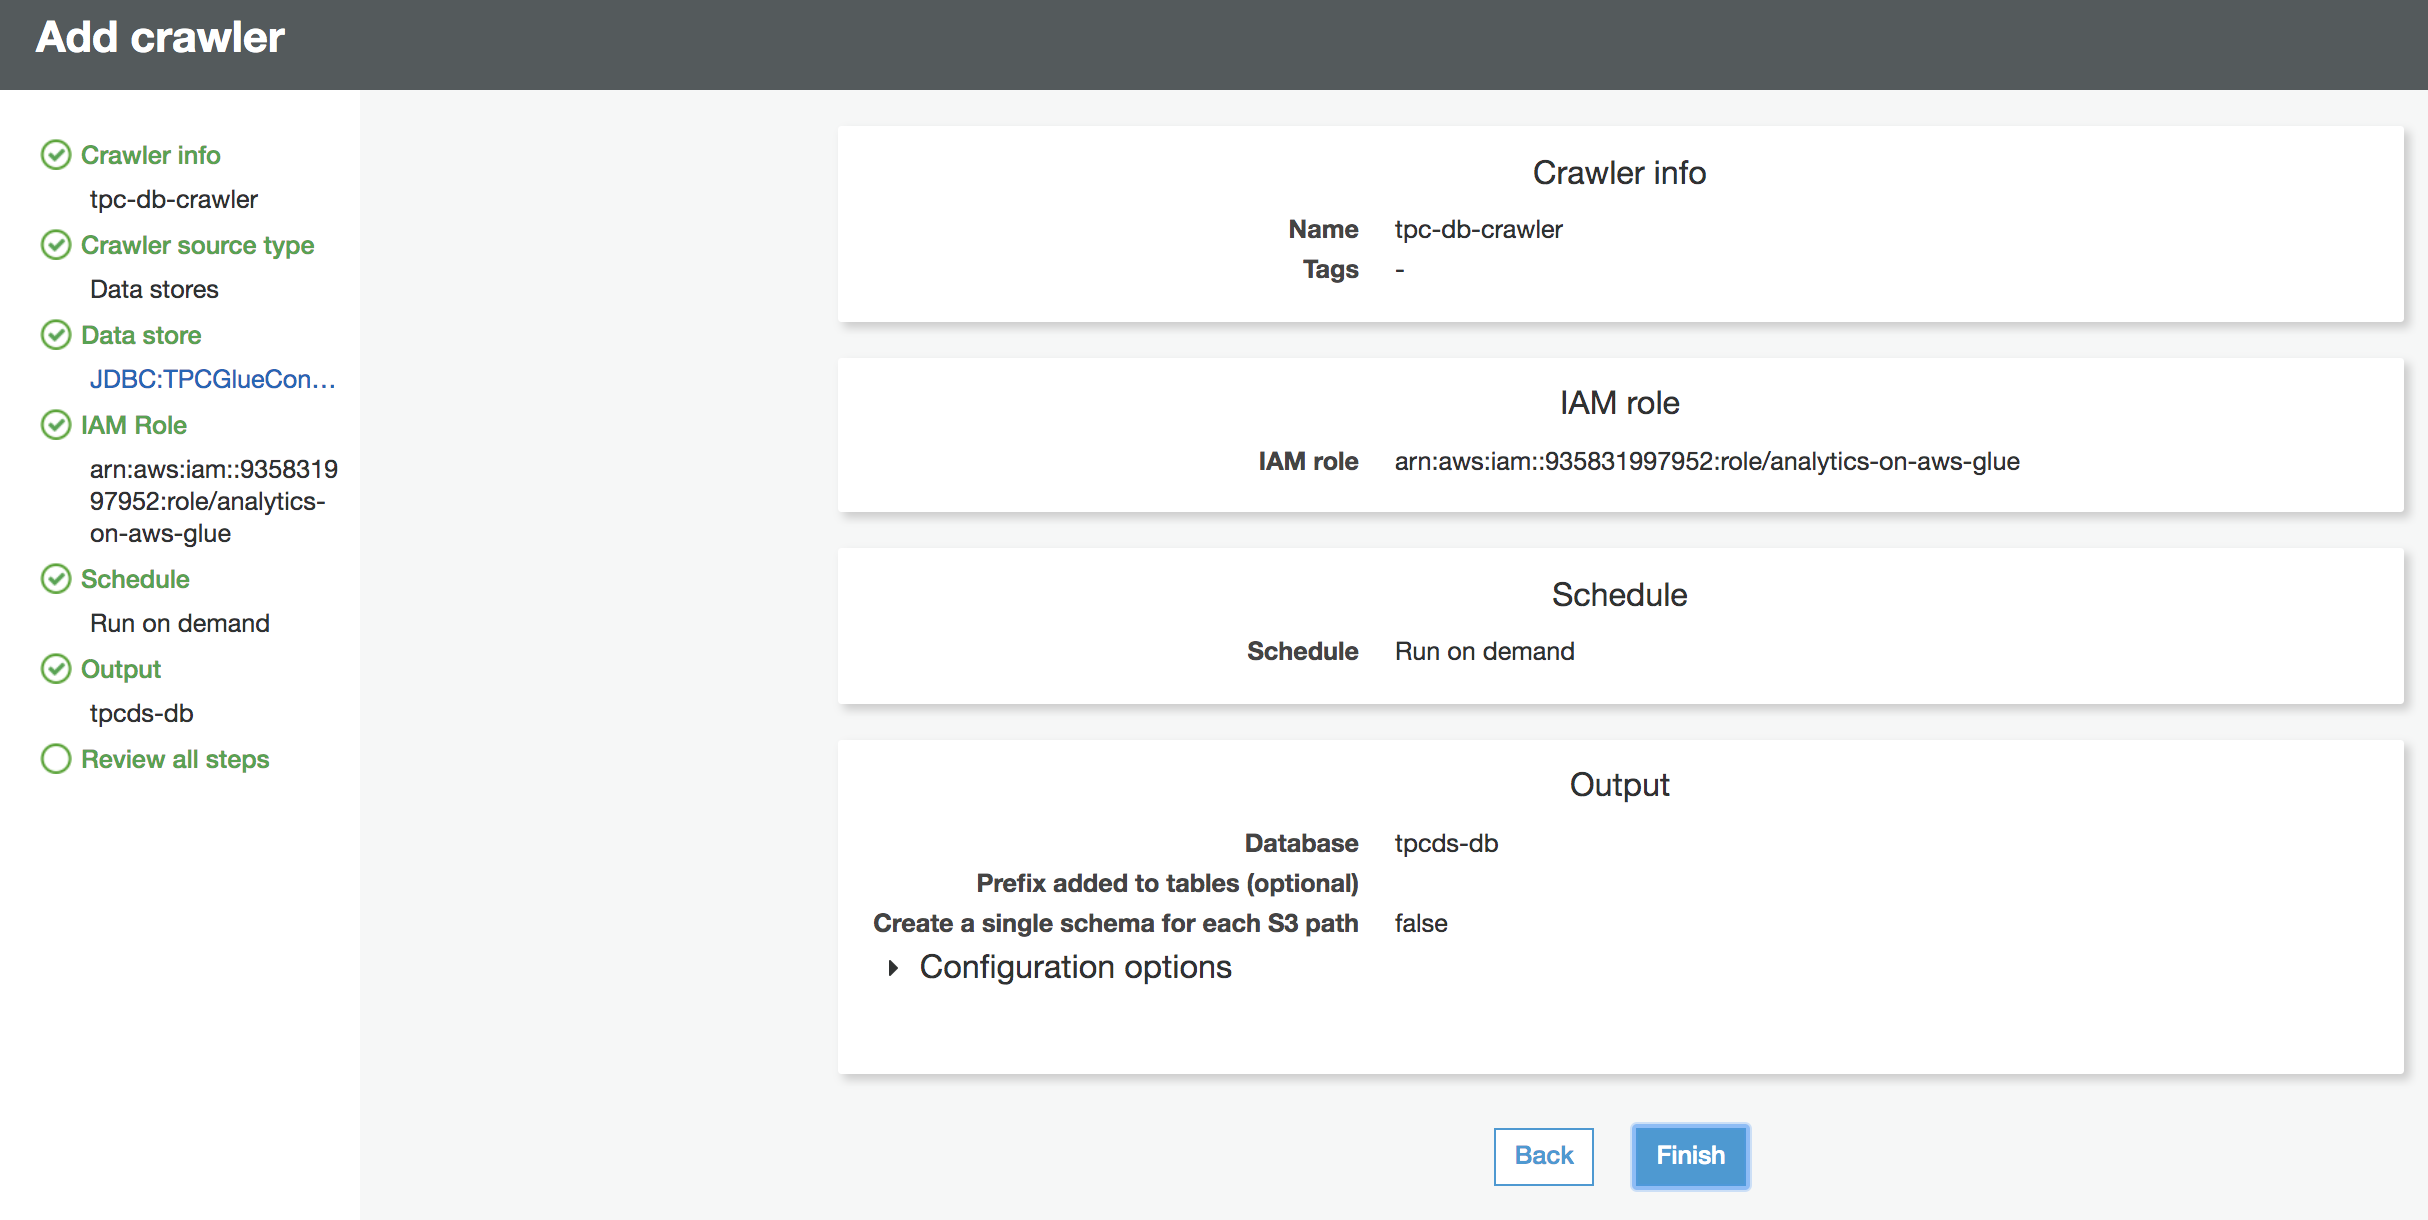 Add crawler
Crawler info
tpc-db-crawler
Crawler source type
Data stores
Data store
JDBC:TPCGlueCon...
IAM Role
arn:aws:iam::9358319
97952:role/analytics-
on-aws-glue
Schedule
Run on demand
Output
tpcds-db
Review all steps
Crawler info
Name tpc-db-crawler
Tags -
IAM role
IAM role arn:aws:iam::935831997952:role/analytics-on-aws-glue
Schedule
Schedule Run on demand
Output
Database tpcds-db
Prefix added to tables (optional)
Create a single schema for each S3 path false
Configuration options
Back Finish